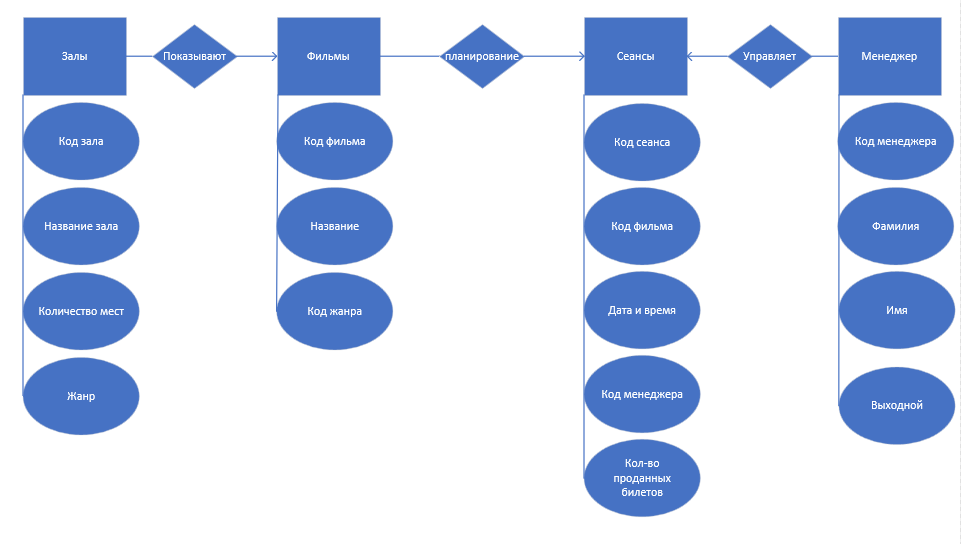 Залы
Показывают
Фильмы
планирование
Сеансы
Управляет
Менеджер
Код зала
Название зала
Количество мест
Жанр
Код фильма
Название
Код жанра
Код сеанса
Код фильма
Дата и время
Код менеджера
Кол-во
проданных
билетов
Код менеджера
Фамилия
Имя
Выходной